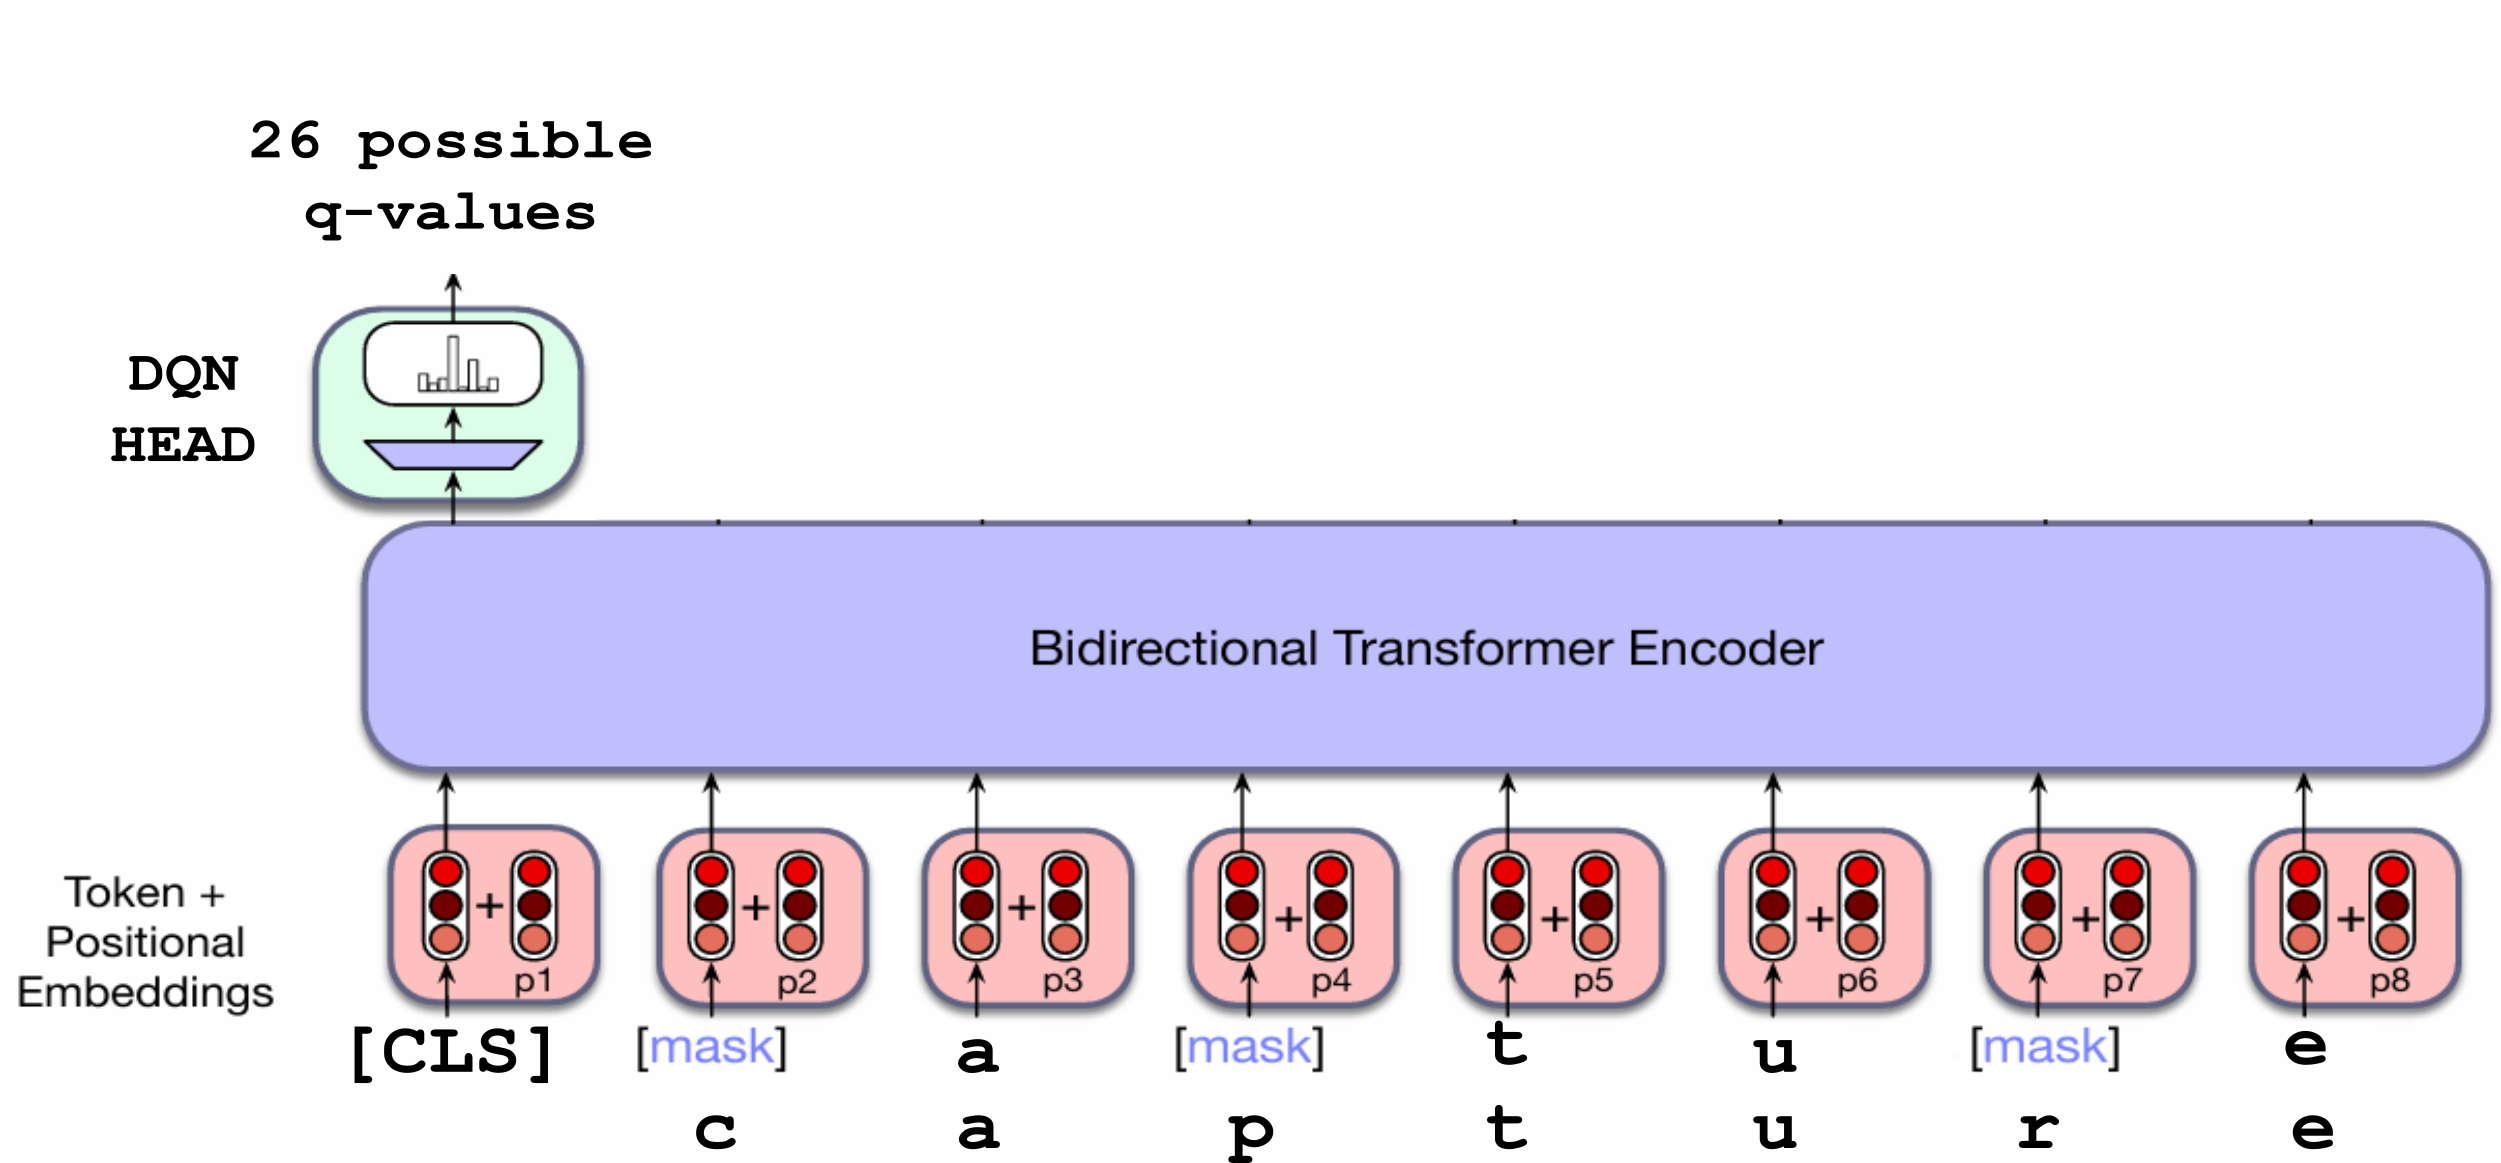 26 possible
q-values
DQN
HEAD
Bidirectional Transformer Encoder
Token +
Positional
Embeddings
+ + + + + + + +
p1 p2 p3 p4 p5 p6 p7 p8
[CLS] [mask] a [mask] t u [mask] e
c a p t u r e